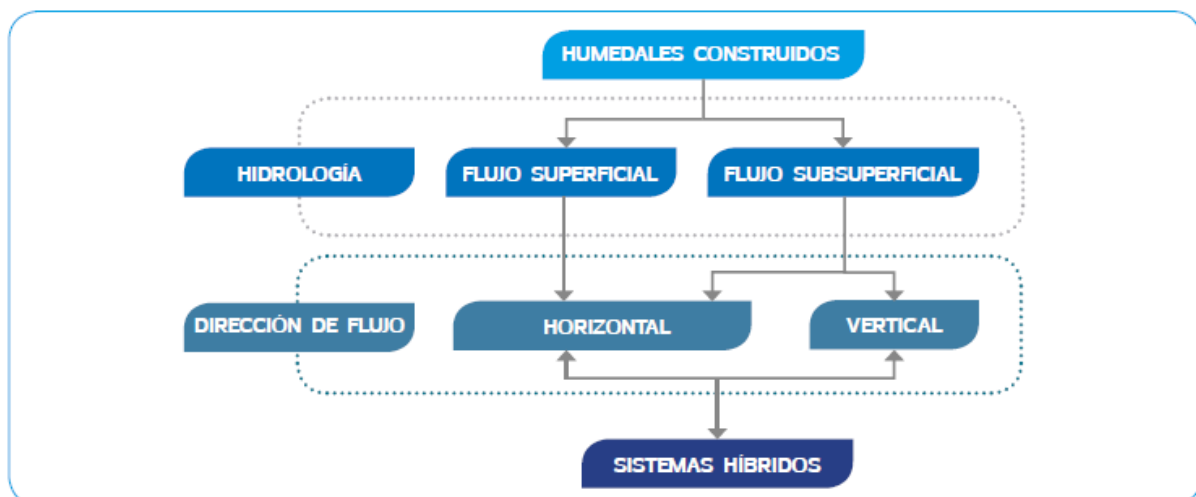 HUMEDALES CONSTRUIDOS
HIDROLOGÍA
FLUJO SUPERFICIAL
FLUJO SUBSUPERFICIAL
DIRECCIÓN DE FLUJO
HORIZONTAL
VERTICAL
SISTEMAS HÍBRIDOS